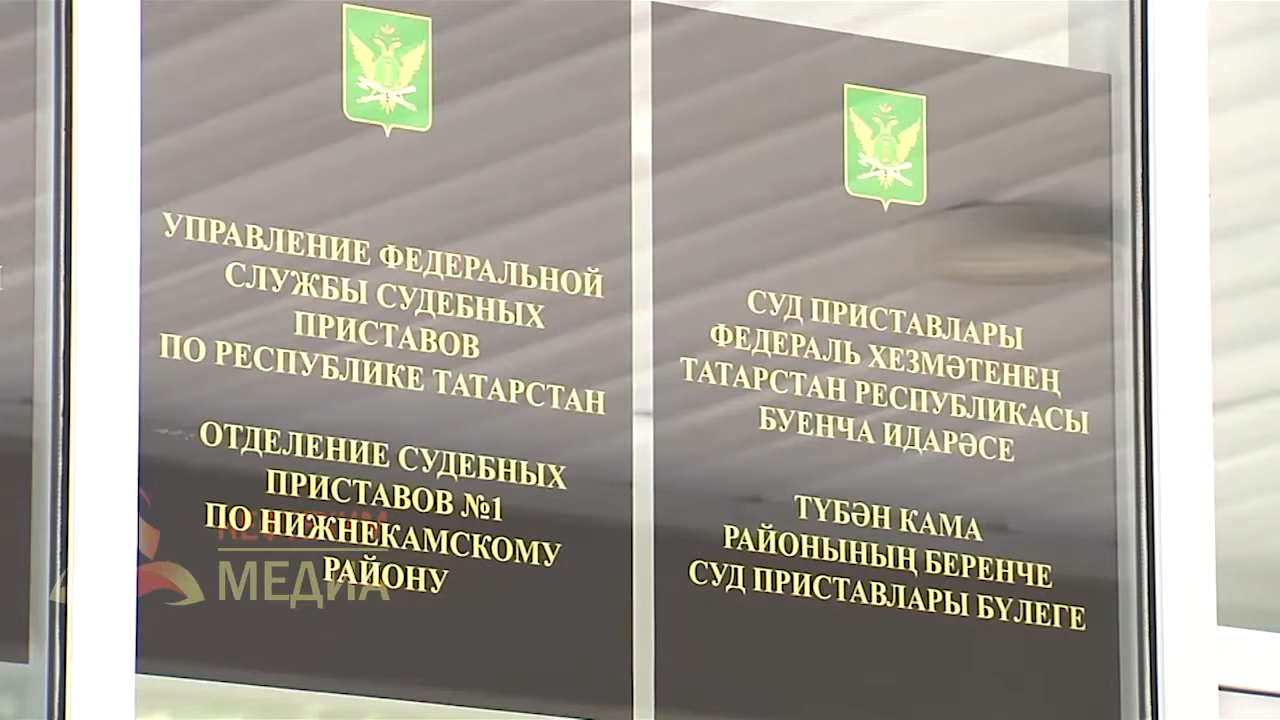 УПРАВЛЕНИЕ ФЕДЕРАЛЬНОЙ
СЛУЖБЫ СУДЕБНЫХ
ПРИСТАВОВ
ПО РЕСПУБЛИКЕ ТАТАРСТАН
ОТДЕЛЕНИЕ СУДЕБНЫХ
ПРИСТАВОВ №1
ПО НИЖНЕКАМСКОМУ
РАЙОНУ
СУД ПРИСТАВЛАРЫ
ФЕДЕРАЛЬ ХЕЗМӘТЕНЕҢ
ТАТАРСТАН РЕСПУБЛИКАСЫ
БУЕНЧА ИДАРӘСЕ
ТҮБӘН КАМА
РАЙОНЫНЫҢ БЕРЕНЧЕ
СУД ПРИСТАВЛАРЫ БҮЛЕГЕ
НЕФТЕХИМ
МЕДИА